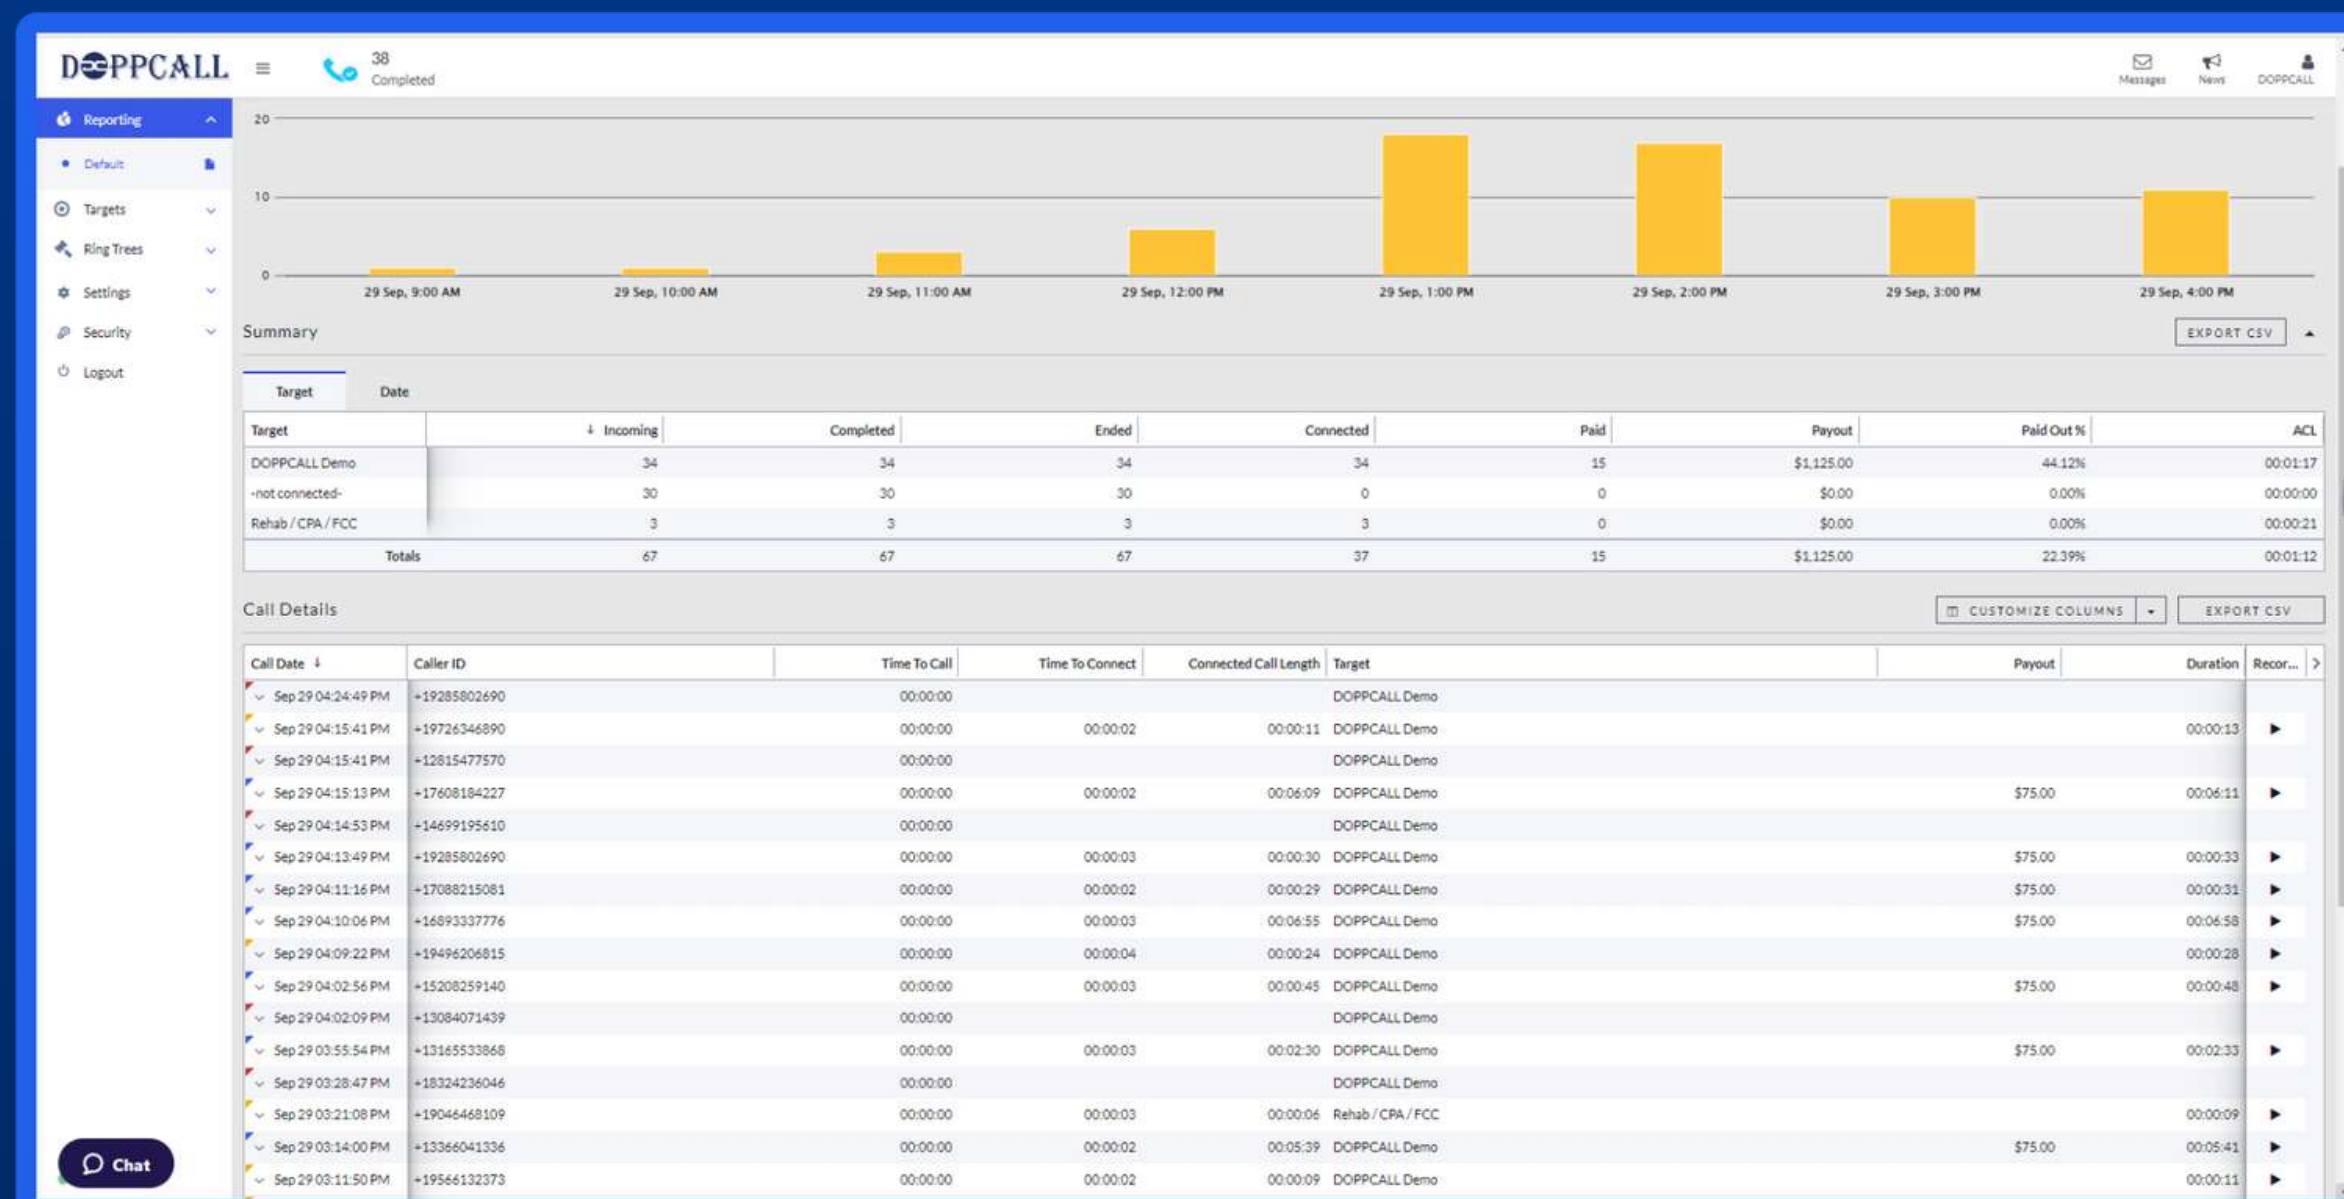 DOPPCALL
38
Completed
Messages
News
DOPPCALL
Reporting
Default
Targets
Ring Trees
Settings
Security
Logout
20
10
0
29 Sep, 9:00 AM 29 Sep, 10:00 AM 29 Sep, 11:00 AM 29 Sep, 12:00 PM 29 Sep, 1:00 PM 29 Sep, 2:00 PM 29 Sep, 3:00 PM 29 Sep, 4:00 PM
Summary EXPORT CSV
Target Date
Target ↓ Incoming Completed Ended Connected Paid Payout Paid Out % ACL
DOPPCALL Demo 34 34 34 34 15 $1,125.00 44.12% 00:01:17
-not connected- 30 30 30 0 0 $0.00 0.00% 00:00:00
Rehab / CPA / FCC 3 3 3 3 0 $0.00 0.00% 00:00:21
Totals 67 67 67 37 15 $1,125.00 22.39% 00:01:12
Call Details CUSTOMIZE COLUMNS EXPORT CSV
Call Date ↓ Caller ID Time To Call Time To Connect Connected Call Length Target Payout Duration Recor...
Sep 29 04:24:49 PM +19285802690 00:00:00 DOPPCALL Demo
Sep 29 04:15:41 PM +19726346890 00:00:00 00:00:02 00:00:11 DOPPCALL Demo 00:00:13
Sep 29 04:15:41 PM +12815477570 00:00:00 DOPPCALL Demo
Sep 29 04:15:13 PM +17608184227 00:00:00 00:00:02 00:06:09 DOPPCALL Demo $75.00 00:06:11
Sep 29 04:14:53 PM +14699195610 00:00:00 DOPPCALL Demo
Sep 29 04:13:49 PM +19285802690 00:00:00 00:00:03 00:00:30 DOPPCALL Demo $75.00 00:00:33
Sep 29 04:11:16 PM +17088215081 00:00:00 00:00:02 00:00:29 DOPPCALL Demo $75.00 00:00:31
Sep 29 04:10:06 PM +16893337776 00:00:00 00:00:03 00:06:55 DOPPCALL Demo $75.00 00:06:58
Sep 29 04:09:22 PM +19496206815 00:00:00 00:00:04 00:00:24 DOPPCALL Demo 00:00:28
Sep 29 04:02:56 PM +15208259140 00:00:00 00:00:03 00:00:45 DOPPCALL Demo $75.00 00:00:48
Sep 29 04:02:09 PM +13084071439 00:00:00 DOPPCALL Demo
Sep 29 03:55:54 PM +13165533868 00:00:00 00:00:03 00:02:30 DOPPCALL Demo $75.00 00:02:33
Sep 29 03:28:47 PM +18324236046 00:00:00 DOPPCALL Demo
Sep 29 03:21:08 PM +19046468109 00:00:00 00:00:03 00:00:06 Rehab / CPA / FCC 00:00:09
Sep 29 03:14:00 PM +13366041336 00:00:00 00:00:02 00:05:39 DOPPCALL Demo $75.00 00:05:41
Sep 29 03:11:50 PM +19566132373 00:00:00 00:00:02 00:00:09 DOPPCALL Demo 00:00:11
Chat